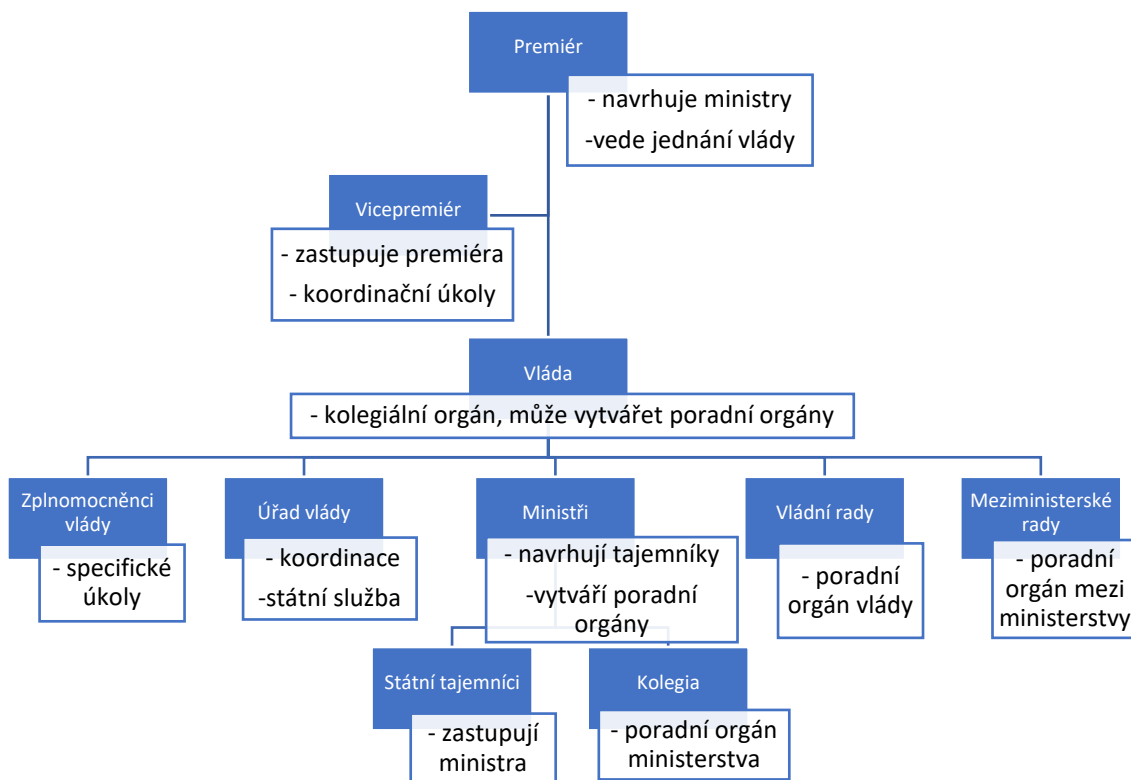 Premiér
- navrhuje ministry
-vede jednání vlády
Vicepremiér
- zastupuje premiéra
- koordinační úkoly
Vláda
- kolegiální orgán, může vytvářet poradní orgány
Zplnomocněnci
vlády
- specifické
úkoly
Úřad vlády
- koordinace
-státní služba
Ministři
- navrhují tajemníky
-vytváří poradní
orgány
Vládní rady
- poradní
orgán vlády
Meziministerské
rady
- poradní
orgán mezi
ministerstvy
Státní tajemníci
- zastupují
ministra
Kolegia
- poradní orgán
ministerstva